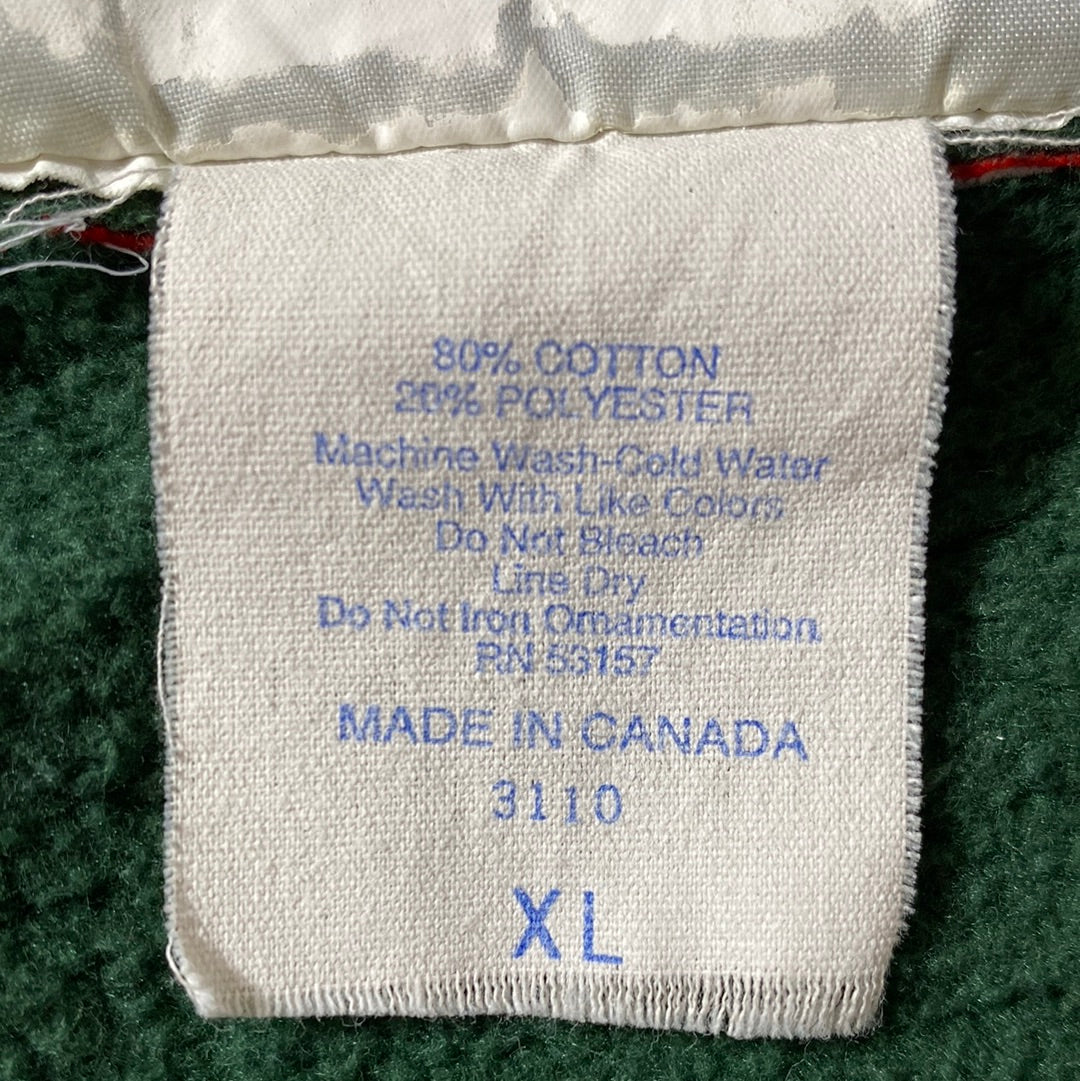 80% COTTON
20% POLYESTER
Machine Wash-Cold Water
Wash With Like Colors
Do Not Bleach
Line Dry
Do Not Iron Ornamentation
RN 53157
MADE IN CANADA
3110
XL